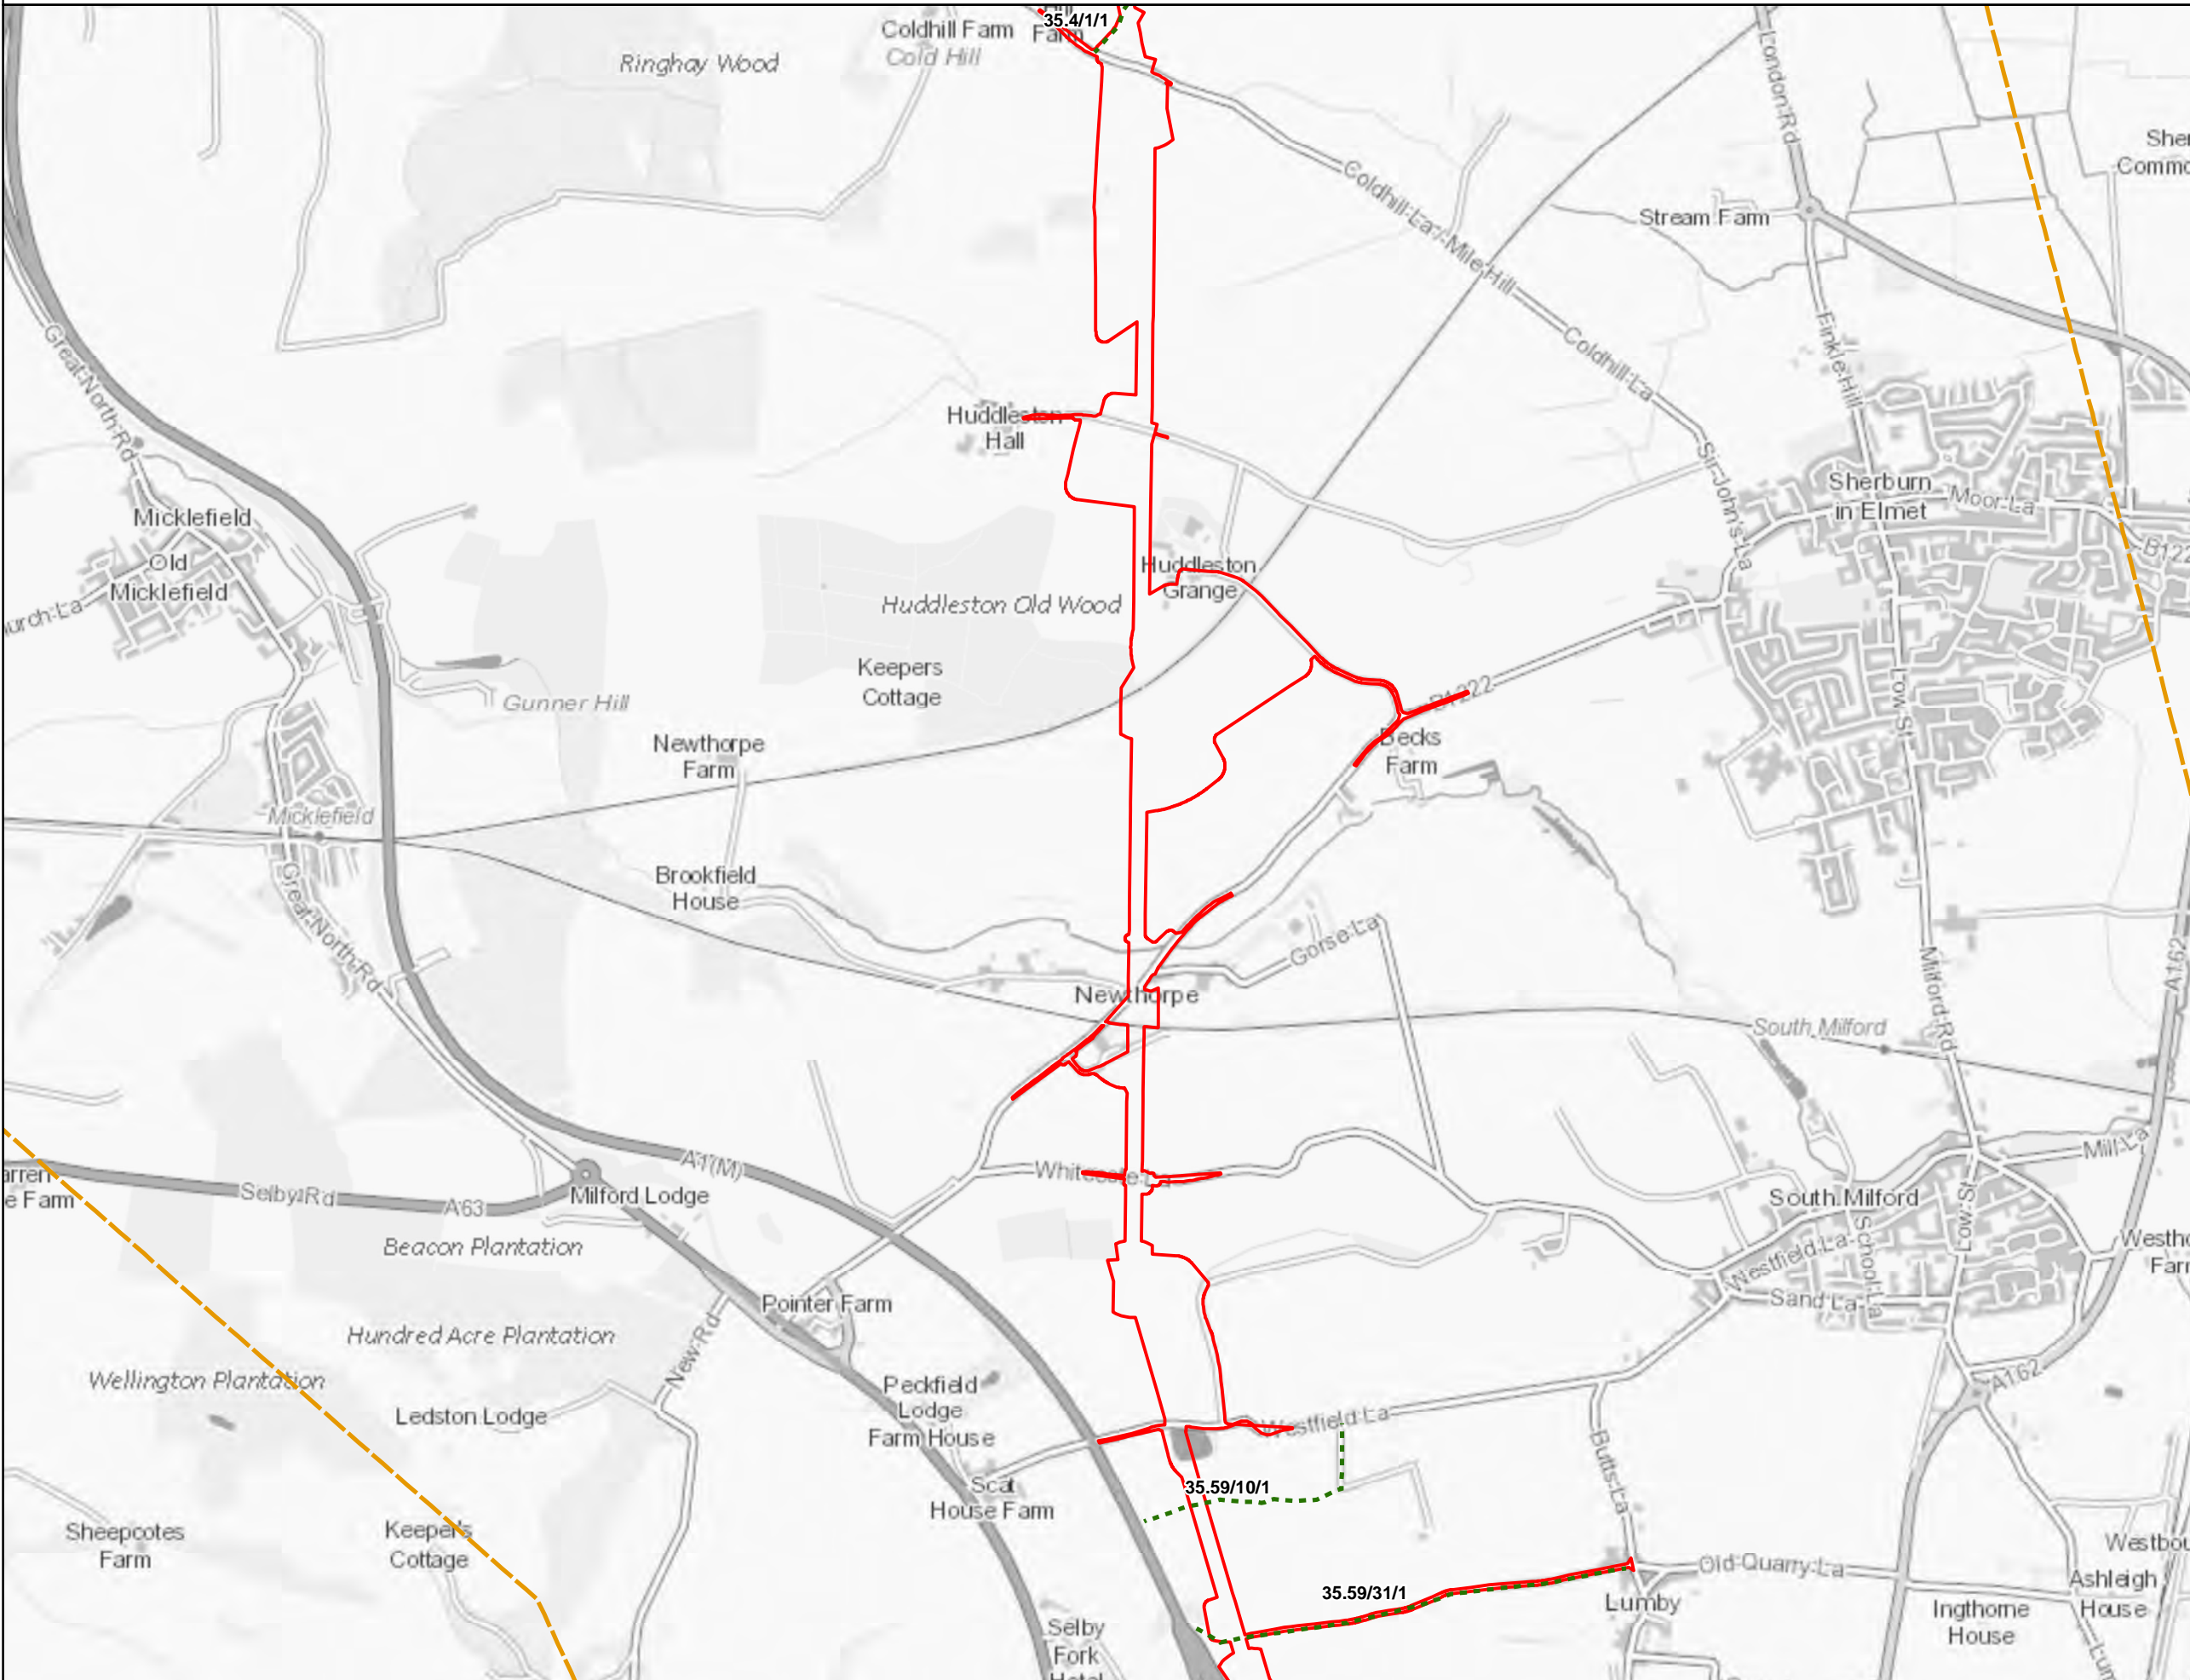 35.4/1/1
Coldhill Farm
Farm
Cold Hill
Ringhay Wood
London Rd
Coldhill La / Mile Hill
Stream Farm
Finkle Hill
Coldhill La
Great North Rd
Huddleston
Hall
Sir John's La
Sherburn
in Elmet
Moor La
Micklefield
Old
Micklefield
Huddleston
Grange
Huddleston Old Wood
Keepers
Cottage
Gunner Hill
B1222
Low St
Newthorpe
Farm
Becks
Farm
Micklefield
Brookfield
House
Great North Rd
Gorse La
Milford Rd
A162
Newthorpe
South Milford
A1(M)
Mill La
Selby Rd
A63
Milford Lodge
South Milford
Low St
School La
Westfield La
Sand La
Beacon Plantation
Pointer Farm
Hundred Acre Plantation
New Rd
Wellington Plantation
Ledston Lodge
Peckfield
Lodge
Farm House
A162
Westfield La
Butts La
35.59/10/1
Scat
House Farm
Sheepcotes
Farm
Keeper's
Cottage
Old Quarry La
35.59/31/1
Lumby
Ashleigh
House
Ingthorne
House
Selby
Fork